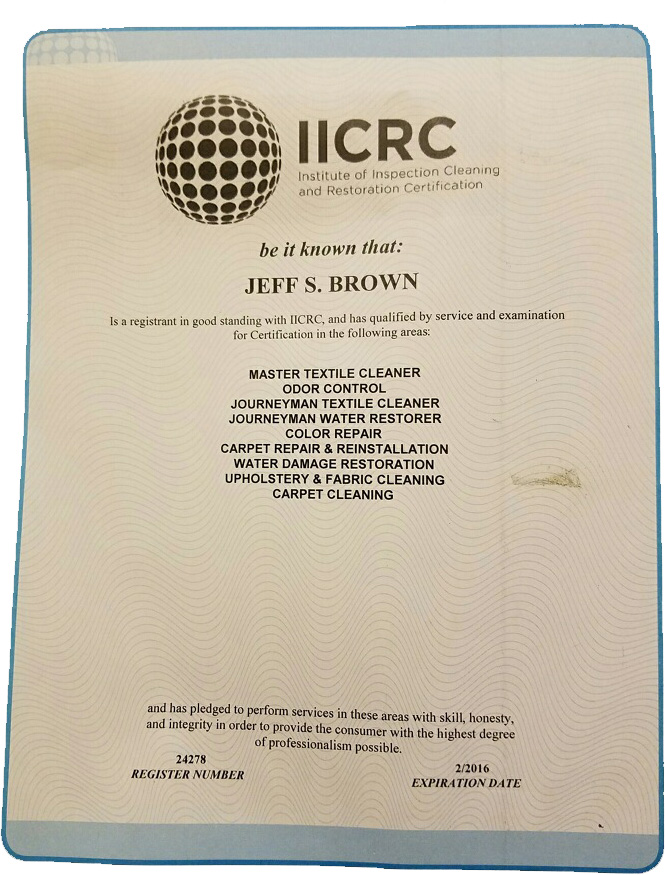 IICRC
Institute of Inspection Cleaning
and Restoration Certification
be it known that:
JEFF S. BROWN
Is a registrant in good standing with IICRC, and has qualified by service and examination
for Certification in the following areas:
MASTER TEXTILE CLEANER
ODOR CONTROL
JOURNEYMAN TEXTILE CLEANER
JOURNEYMAN WATER RESTORER
COLOR REPAIR
CARPET REPAIR & REINSTALLATION
WATER DAMAGE RESTORATION
UPHOLSTERY & FABRIC CLEANING
CARPET CLEANING
and has pledged to perform services in these areas with skill, honesty,
and integrity in order to provide the consumer with the highest degree
of professionalism possible.
24278
REGISTER NUMBER
2/2016
EXPIRATION DATE